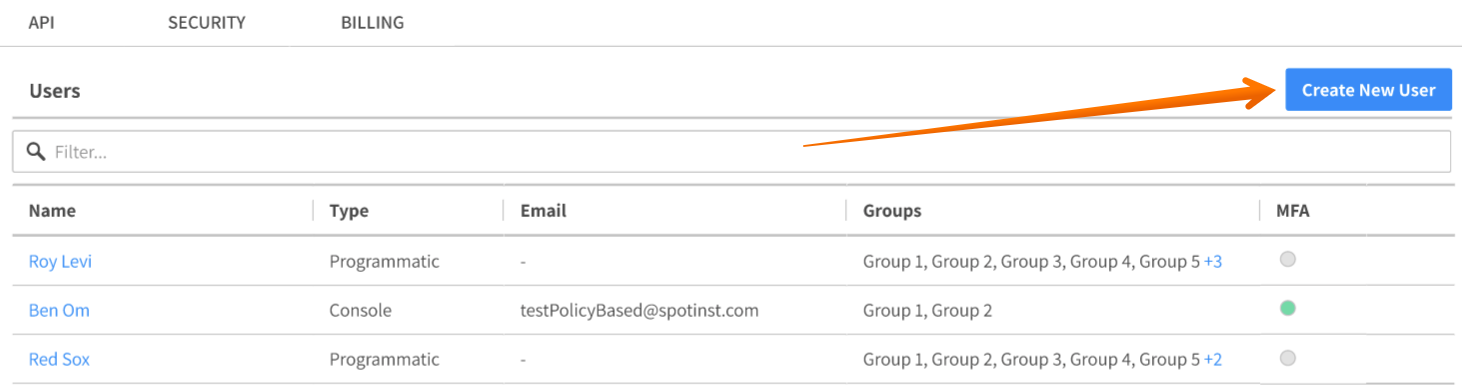 API SECURITY BILLING
Users Create New User
Filter...
Name Type Email Groups MFA
Roy Levi Programmatic - Group 1, Group 2, Group 3, Group 4, Group 5 +3
Ben Om Console testPolicyBased@spotinst.com Group 1, Group 2
Red Sox Programmatic - Group 1, Group 2, Group 3, Group 4, Group 5 +2